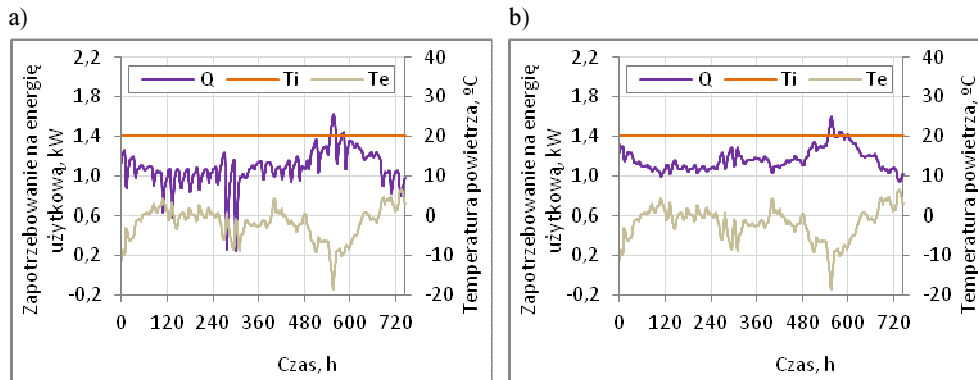 a)
b)
Zapotrzebowanie na energię
użytkową, kW
2,2
1,8
1,4
1,0
0,6
0,2
-0,2
Q
Ti
Te
40
30
20
10
0
-10
-20
Temperatura powietrza, ºC
0 120 240 360 480 600 720
Czas, h
Zapotrzebowanie na energię
użytkową, kW
2,2
1,8
1,4
1,0
0,6
0,2
-0,2
Q
Ti
Te
40
30
20
10
0
-10
-20
Temperatura powietrza, ºC
0 120 240 360 480 600 720
Czas, h